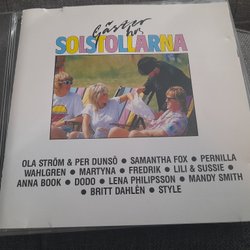 Gäster hos
SOLSTOLLARNA
OLA STRÖM & PER DUNSÖ • SAMANTHA FOX • PERNILLA
WAHLGREN • MARTYNA • FREDRIK • LILI & SUSSIE •
ANNA BOOK • DODO • LENA PHILIPSSON • MANDY SMITH
• BRITT DAHLÉN • STYLE